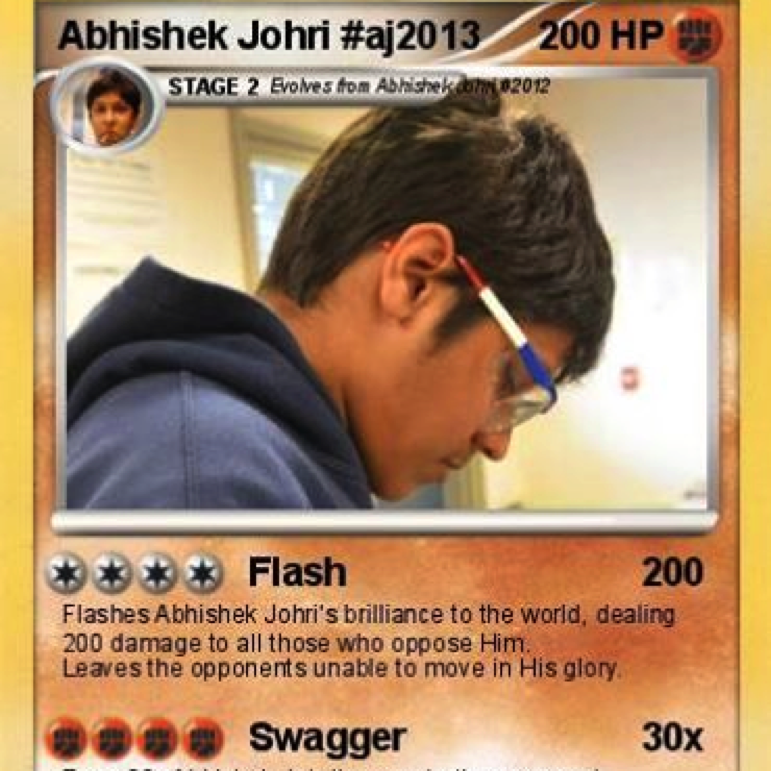 Abhishek Johri #aj2013 200 HP
STAGE 2 Evolves from Abhishek Johri #2012
Flash 200
Flashes Abhishek Johri's brilliance to the world, dealing
200 damage to all those who oppose Him.
Leaves the opponents unable to move in His glory.
Swagger 30x